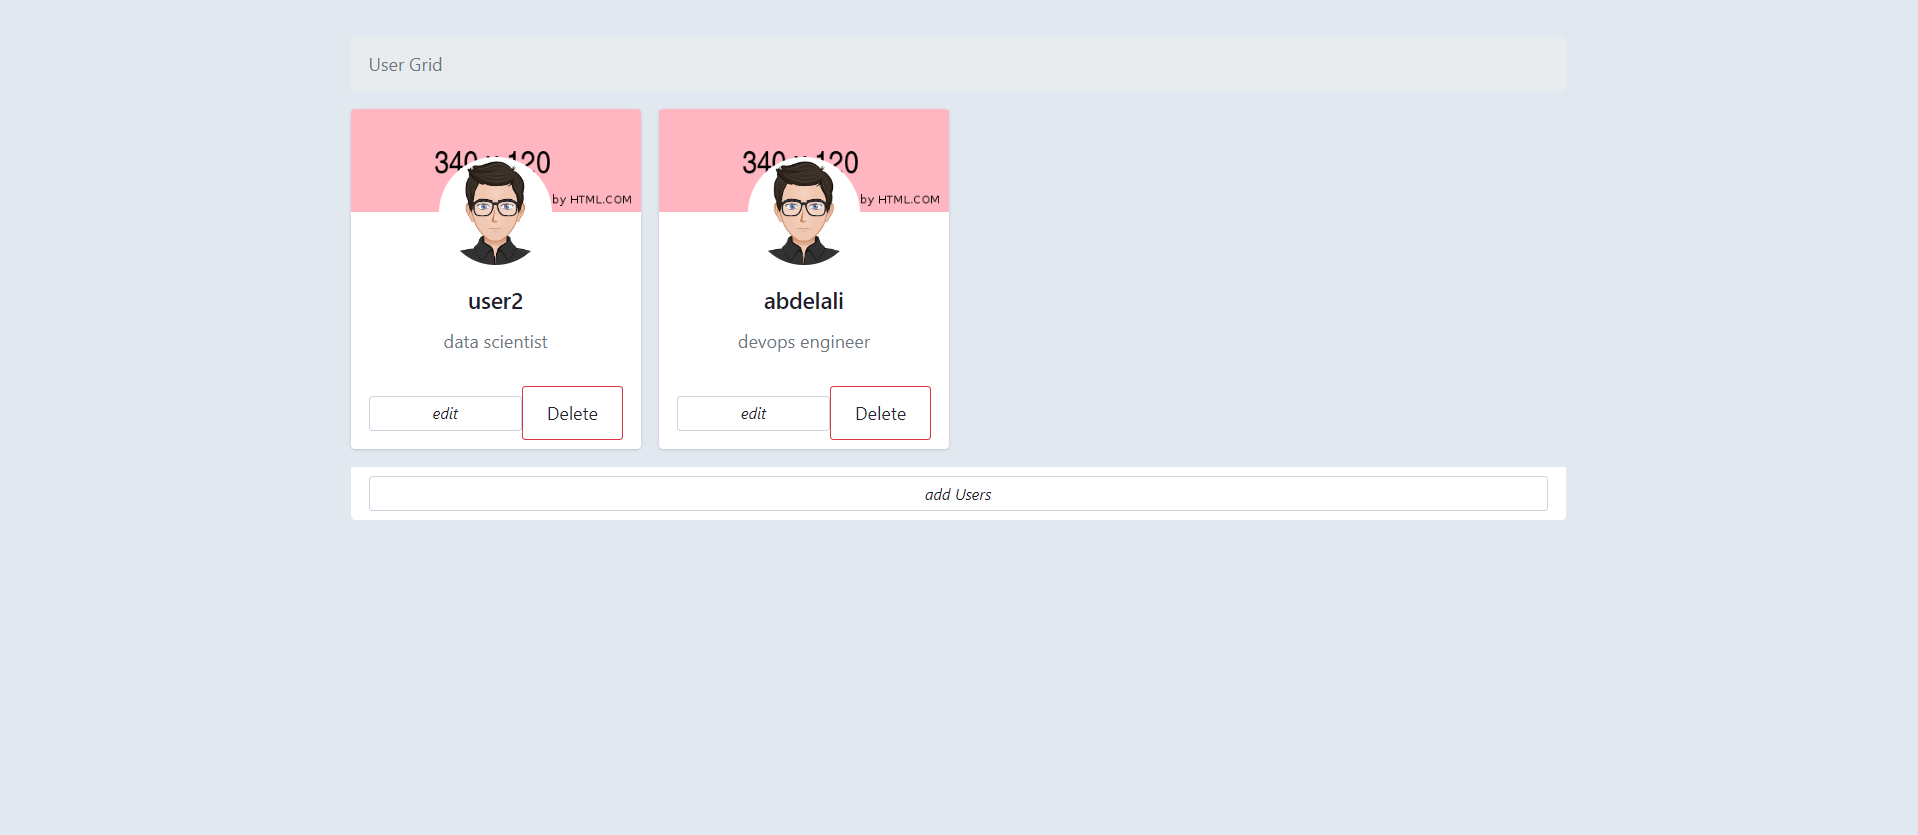 User Grid
340 x 120
by HTML.COM
user2
data scientist
edit
Delete
340 x 120
by HTML.COM
abdelali
devops engineer
edit
Delete
add Users